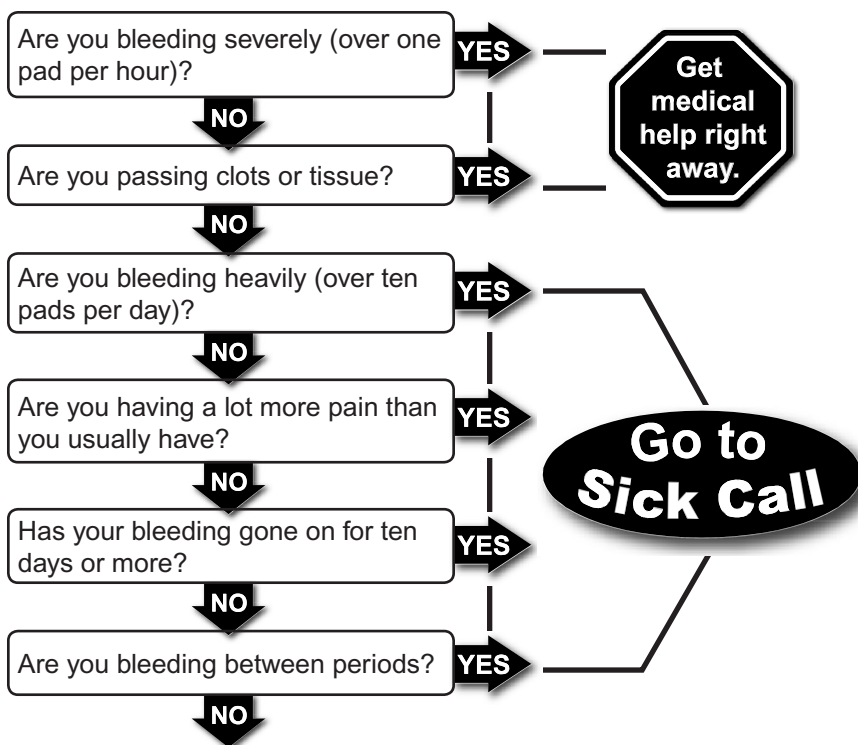 Are you bleeding severely (over one
pad per hour)?
YES
Get
medical
help right
away.
NO
Are you passing clots or tissue?
YES
NO
Are you bleeding heavily (over ten
pads per day)?
YES
NO
Are you having a lot more pain than
you usually have?
YES
Go to
Sick Call
NO
Has your bleeding gone on for ten
days or more?
YES
NO
Are you bleeding between periods?
YES
NO